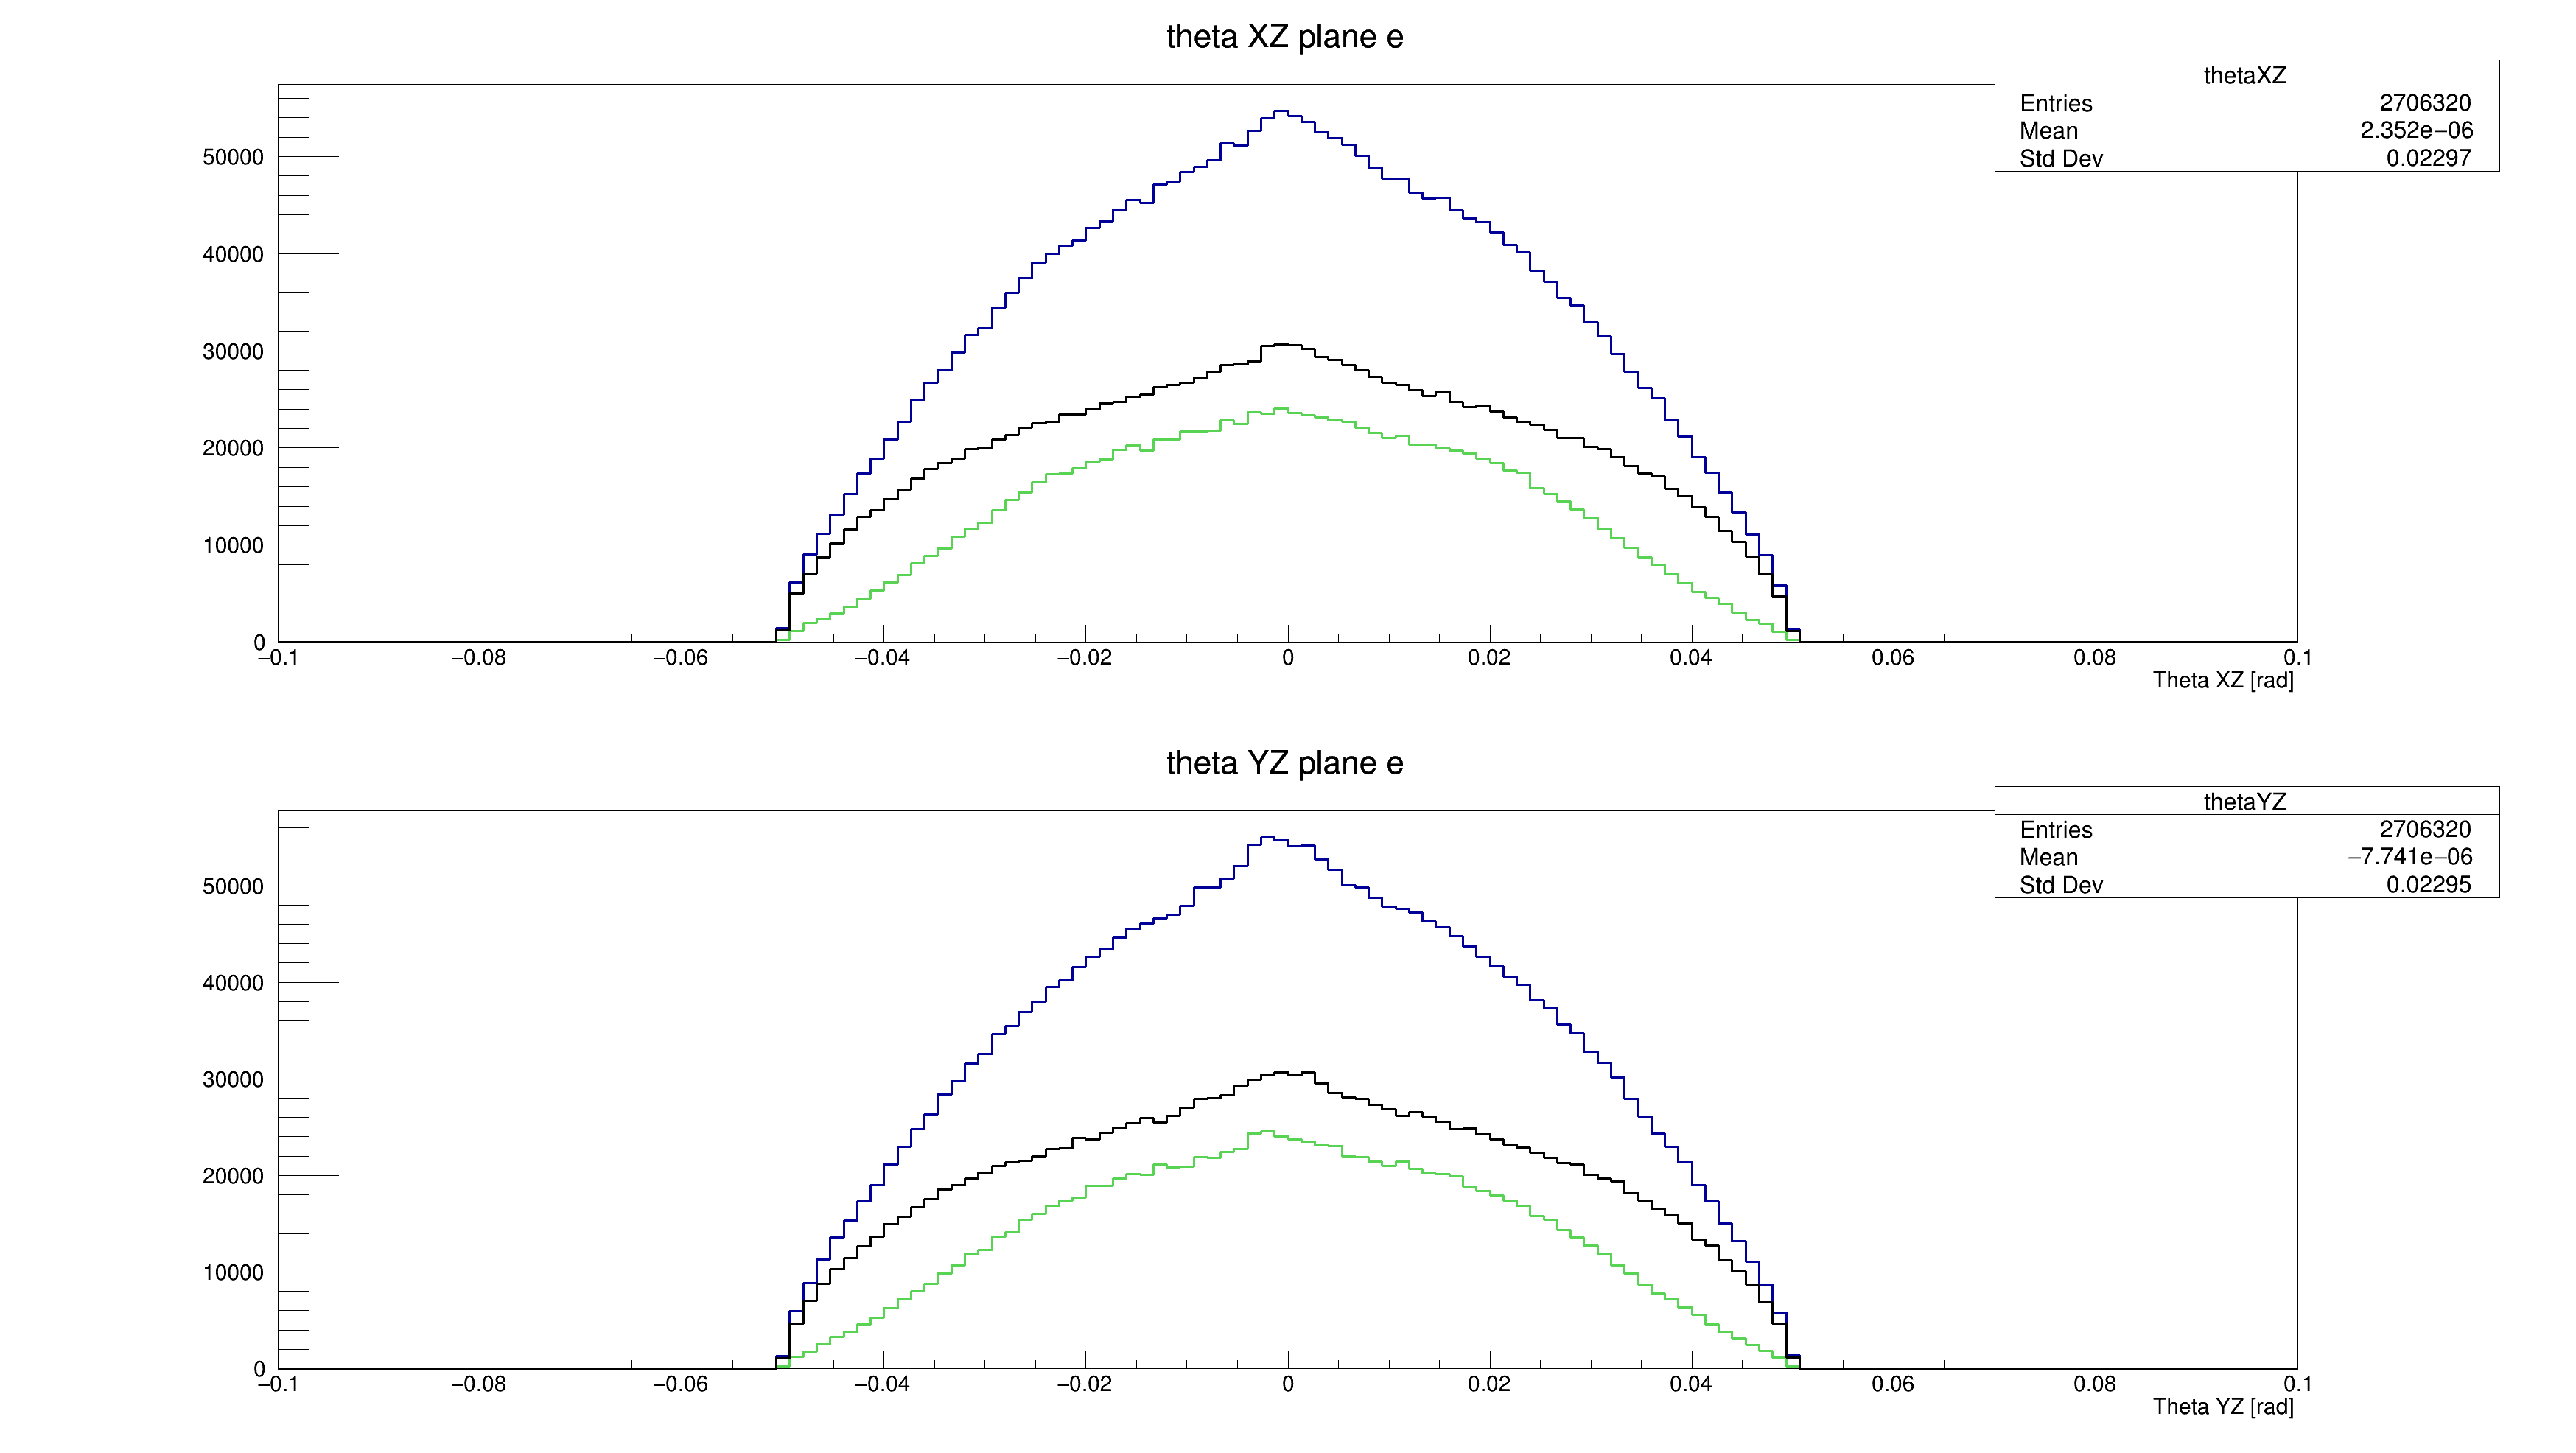 theta XZ plane e
thetaXZ
Entries 2706320
Mean 2.352e−06
Std Dev 0.02297
50000
40000
30000
20000
10000
0
−0.1 −0.08 −0.06 −0.04 −0.02 0 0.02 0.04 0.06 0.08 0.1
Theta XZ [rad]
theta YZ plane e
thetaYZ
Entries 2706320
Mean −7.741e−06
Std Dev 0.02295
50000
40000
30000
20000
10000
0
−0.1 −0.08 −0.06 −0.04 −0.02 0 0.02 0.04 0.06 0.08 0.1
Theta YZ [rad]